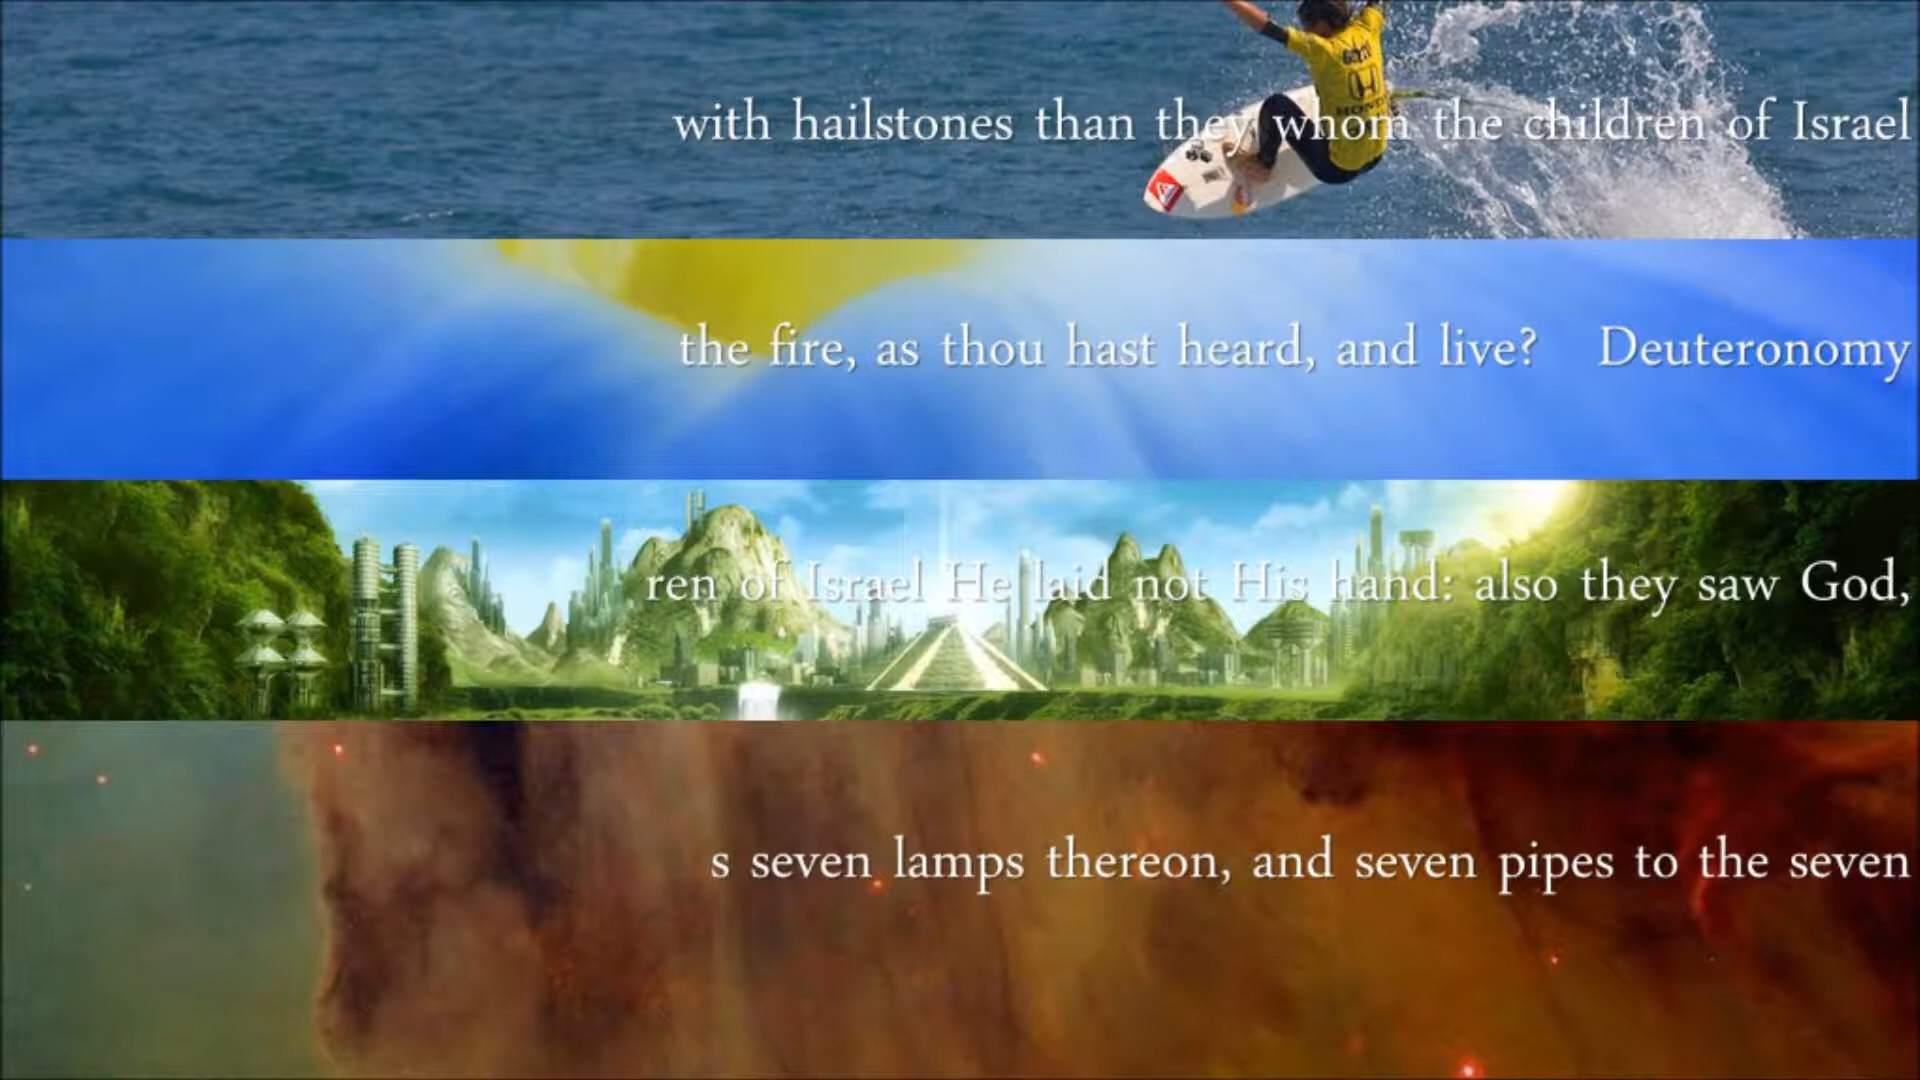 with hailstones than they whom the children of Israel
the fire, as thou hast heard, and live? Deuteronomy
ren of Israel He laid not His hand: also they saw God,
s seven lamps thereon, and seven pipes to the seven